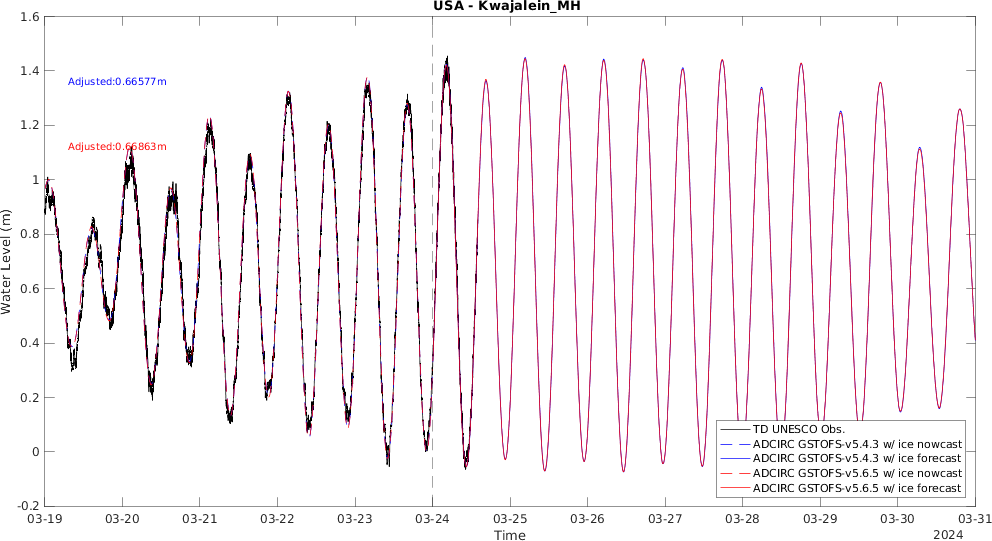 USA - Kwajalein_MH
1.6
1.4
1.2
1
0.8
0.6
0.4
0.2
0
-0.2
Water Level (m)
Adjusted:0.66577m
Adjusted:0.66863m
TD UNESCO Obs.
ADCIRC GSTOFS-v5.4.3 w/ ice nowcast
ADCIRC GSTOFS-v5.4.3 w/ ice forecast
ADCIRC GSTOFS-v5.6.5 w/ ice nowcast
ADCIRC GSTOFS-v5.6.5 w/ ice forecast
03-19 03-20 03-21 03-22 03-23 03-24 03-25 03-26 03-27 03-28 03-29 03-30 03-31
Time
2024